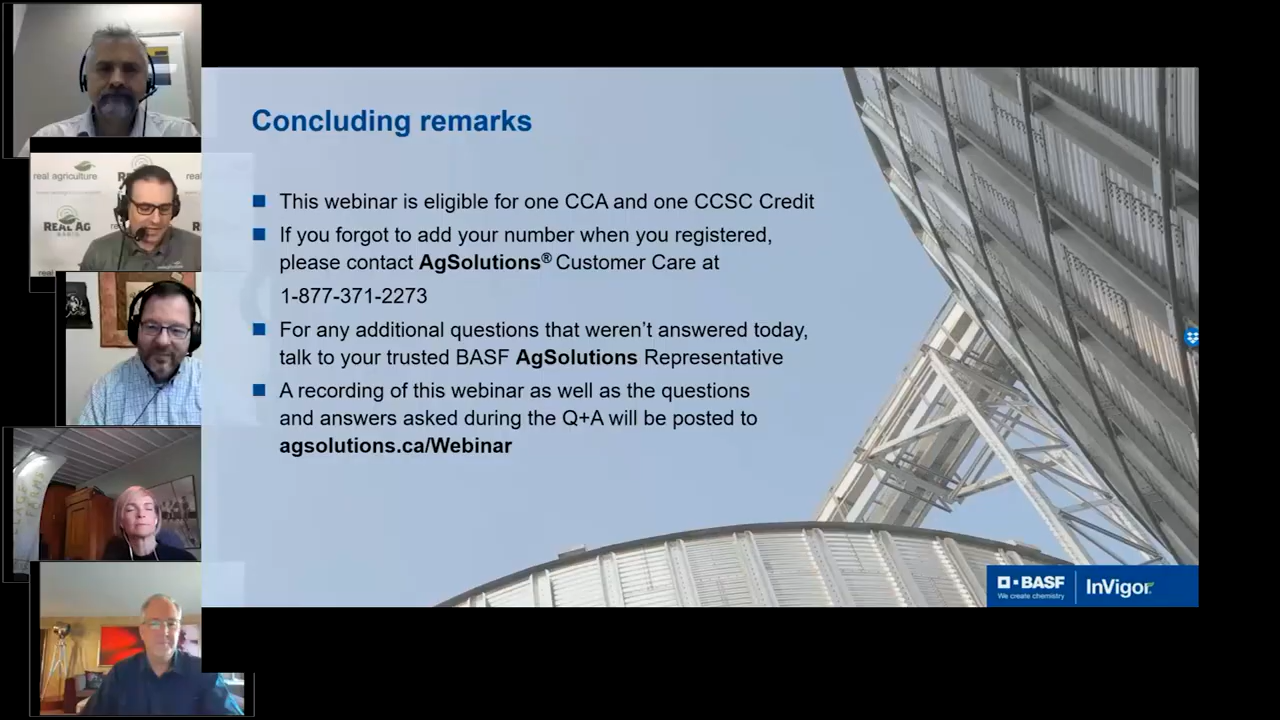 Concluding remarks
This webinar is eligible for one CCA and one CCSC Credit
If you forgot to add your number when you registered,
please contact AgSolutions® Customer Care at
1-877-371-2273
For any additional questions that weren't answered today,
talk to your trusted BASF AgSolutions Representative
A recording of this webinar as well as the questions
and answers asked during the Q+A will be posted to
agsolutions.ca/Webinar
BASF
We create chemistry
InVigor
real agriculture
REAL AG
RADIO
real
FARMS